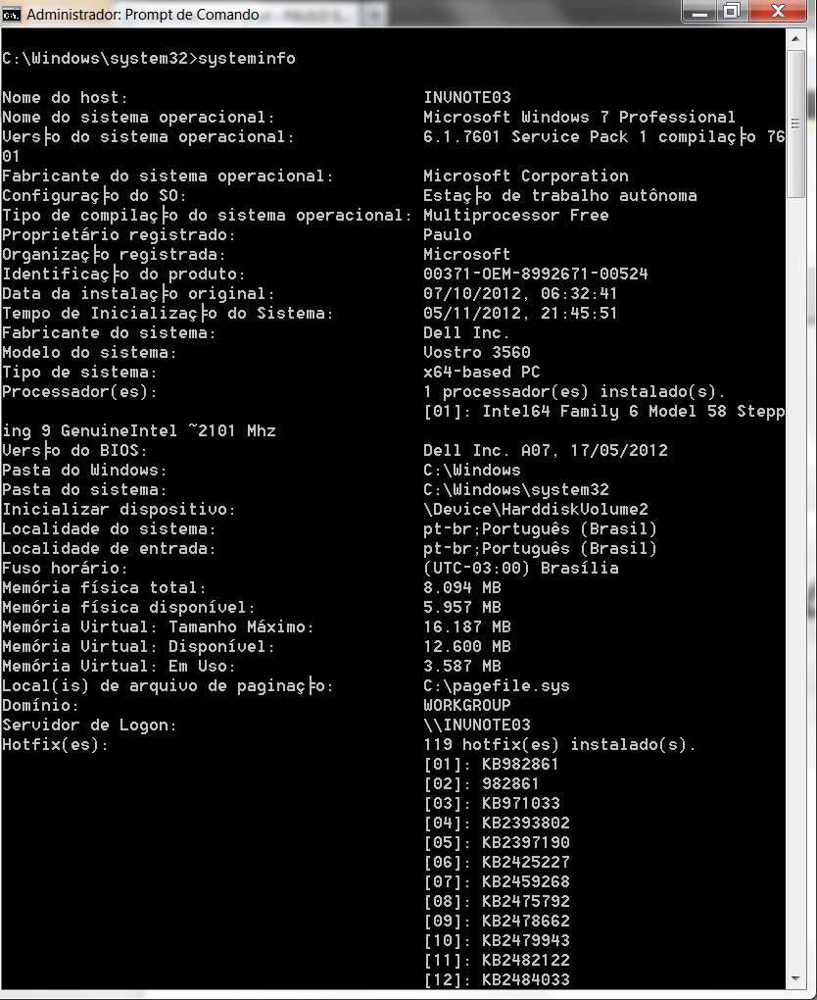 Administrador: Prompt de Comando
C:\Windows\system32>systeminfo
Nome do host: INVNOTE03
Nome do sistema operacional: Microsoft Windows 7 Professional
Vers├o do sistema operacional: 6.1.7601 Service Pack 1 compilaç├o 76
01
Fabricante do sistema operacional: Microsoft Corporation
Configuraç├o do SO: Estaç├o de trabalho autônoma
Tipo de compilaç├o do sistema operacional: Multiprocessor Free
Proprietário registrado: Paulo
Organizaç├o registrada: Microsoft
Identificaç├o do produto: 00371-OEM-8992671-00524
Data da instalaç├o original: 07/10/2012, 06:32:41
Tempo de Inicializaç├o do Sistema: 05/11/2012, 21:45:51
Fabricante do sistema: Dell Inc.
Modelo do sistema: Vostro 3560
Tipo de sistema: x64-based PC
Processador(es): 1 processador(es) instalado(s).
[01]: Intel64 Family 6 Model 58 Stepp
ing 9 GenuineIntel ~2101 Mhz
Vers├o do BIOS: Dell Inc. A07, 17/05/2012
Pasta do Windows: C:\Windows
Pasta do sistema: C:\Windows\system32
Inicializar dispositivo: \Device\HarddiskVolume2
Localidade do sistema: pt-br;Português (Brasil)
Localidade de entrada: pt-br;Português (Brasil)
Fuso horário: (UTC-03:00) Brasília
Memória física total: 8.094 MB
Memória física disponível: 5.957 MB
Memória Virtual: Tamanho Máximo: 16.187 MB
Memória Virtual: Disponível: 12.600 MB
Memória Virtual: Em Uso: 3.587 MB
Local(is) de arquivo de paginaç├o: C:\pagefile.sys
Domínio: WORKGROUP
Servidor de Logon: \\INVNOTE03
Hotfix(es): 119 hotfix(es) instalado(s).
[01]: KB982861
[02]: 982861
[03]: KB971033
[04]: KB2393802
[05]: KB2397190
[06]: KB2425227
[07]: KB2459268
[08]: KB2475792
[09]: KB2478662
[10]: KB2479943
[11]: KB2482122
[12]: KB2484033